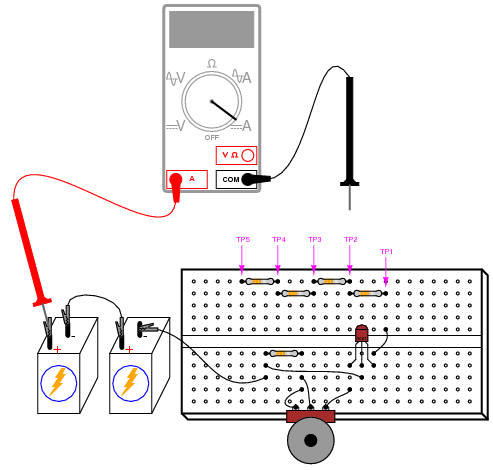 Ω
V
A
V
A
OFF
V Ω
A
COM
TP5
TP4
TP3
TP2
TP1
-
+
-
+